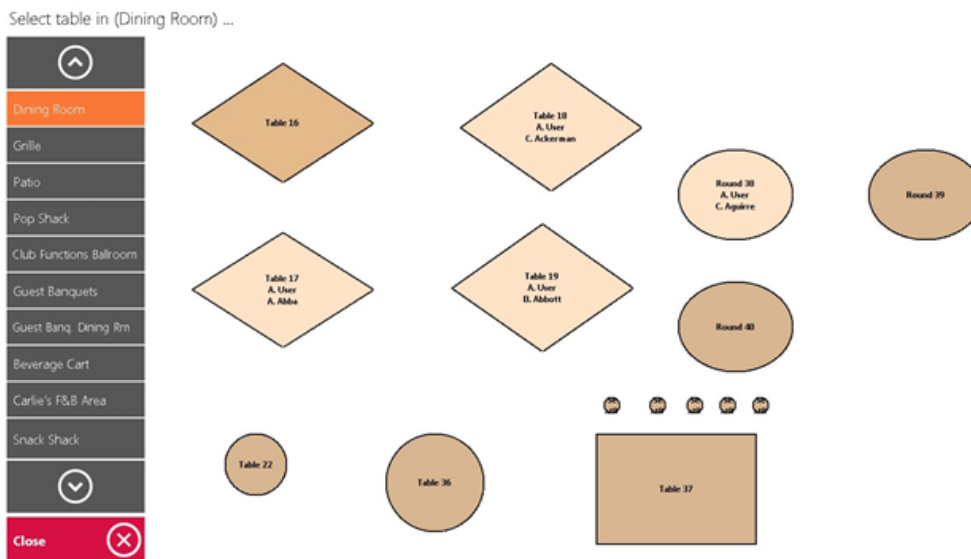 Select table in (Dining Room) ...
Dining Room
Grille
Patio
Pop Shack
Club Functions Ballroom
Guest Banquets
Guest Banq. Dining Rm
Beverage Cart
Carlie's F&B Area
Snack Shack
Close
Table 16
Table 18
A. User
C. Ackerman
Round 38
A. User
C. Aguirre
Round 39
Table 17
A. User
A. Abba
Table 19
A. User
B. Abbott
Round 40
Table 22
Table 36
Table 37